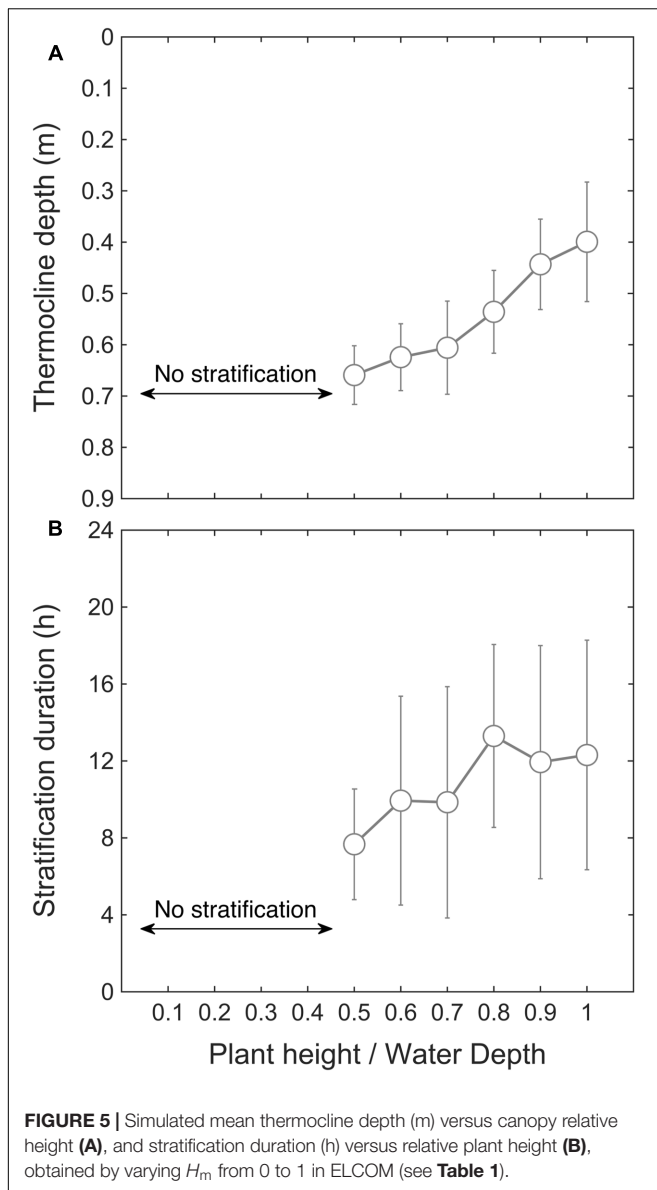 A
0
0.1
0.2
0.3
0.4
0.5
0.6
0.7
0.8
0.9
Thermocline depth (m)
No stratification
B
24
20
16
12
8
4
0
Stratification duration (h)
No stratification
0.1 0.2 0.3 0.4 0.5 0.6 0.7 0.8 0.9 1
Plant height / Water Depth
FIGURE 5 | Simulated mean thermocline depth (m) versus canopy relative
height (A), and stratification duration (h) versus relative plant height (B),
obtained by varying Hm from 0 to 1 in ELCOM (see Table 1).